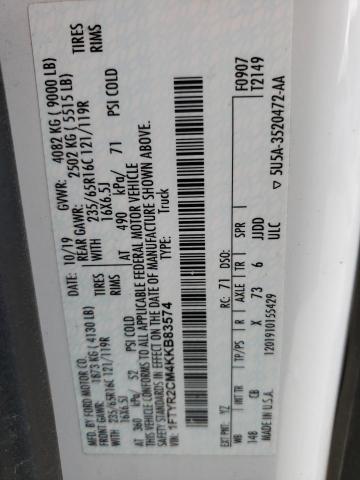 MFD. BY FORD MOTOR CO.
10/19 GVWR: 4082 KG ( 9000 LB)
FRONT GAWR: 1873 KG ( 4130 LB) REAR GAWR: 2502 KG ( 5515 LB)
WITH 235/65R16C 121/119R TIRES WITH 235/65R16C 121/119R TIRES
16X6.5J RIMS 16X6.5J RIMS
AT 360 kPa/ 52 PSI COLD AT 490 kPa/ 71 PSI COLD
THIS VEHICLE CONFORMS TO ALL APPLICABLE FEDERAL MOTOR VEHICLE
SAFETY STANDARDS IN EFFECT ON THE DATE OF MANUFACTURE SHOWN ABOVE.
VIN: 1FTYR2CM4KKB83574
TYPE: Truck
F0907
T2149
EXT PNT: YZ RC: 71 DSO:
WB INT TR TP/PS R AXLE TR SPR
148 CB X 73 6 JJDD
ULC
MADE IN U.S.A. 1201910155429
5U5A-3520472-AA